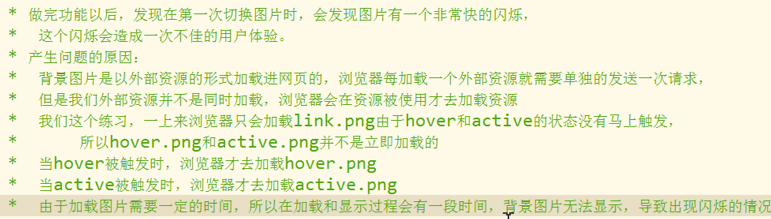 * 做完功能以后，发现在第一次切换图片时，会发现图片有一个非常快的闪烁，
* 这个闪烁会造成一次不佳的用户体验。
* 产生问题的原因：
* 背景图片是以外部资源的形式加载进网页的，浏览器每加载一个外部资源就需要单独的发送一次请求，
* 但是我们外部资源并不是同时加载，浏览器会在资源被使用才去加载资源
* 我们这个练习，一上来浏览器只会加载link.png由于hover和active的状态没有马上触发，
* 所以hover.png和active.png并不是立即加载的
* 当hover被触发时，浏览器才去加载hover.png
* 当active被触发时，浏览器才去加载active.png
* 由于加载图片需要一定的时间，所以在加载和显示过程会有一段时间，背景图片无法显示，导致出现闪烁的情况